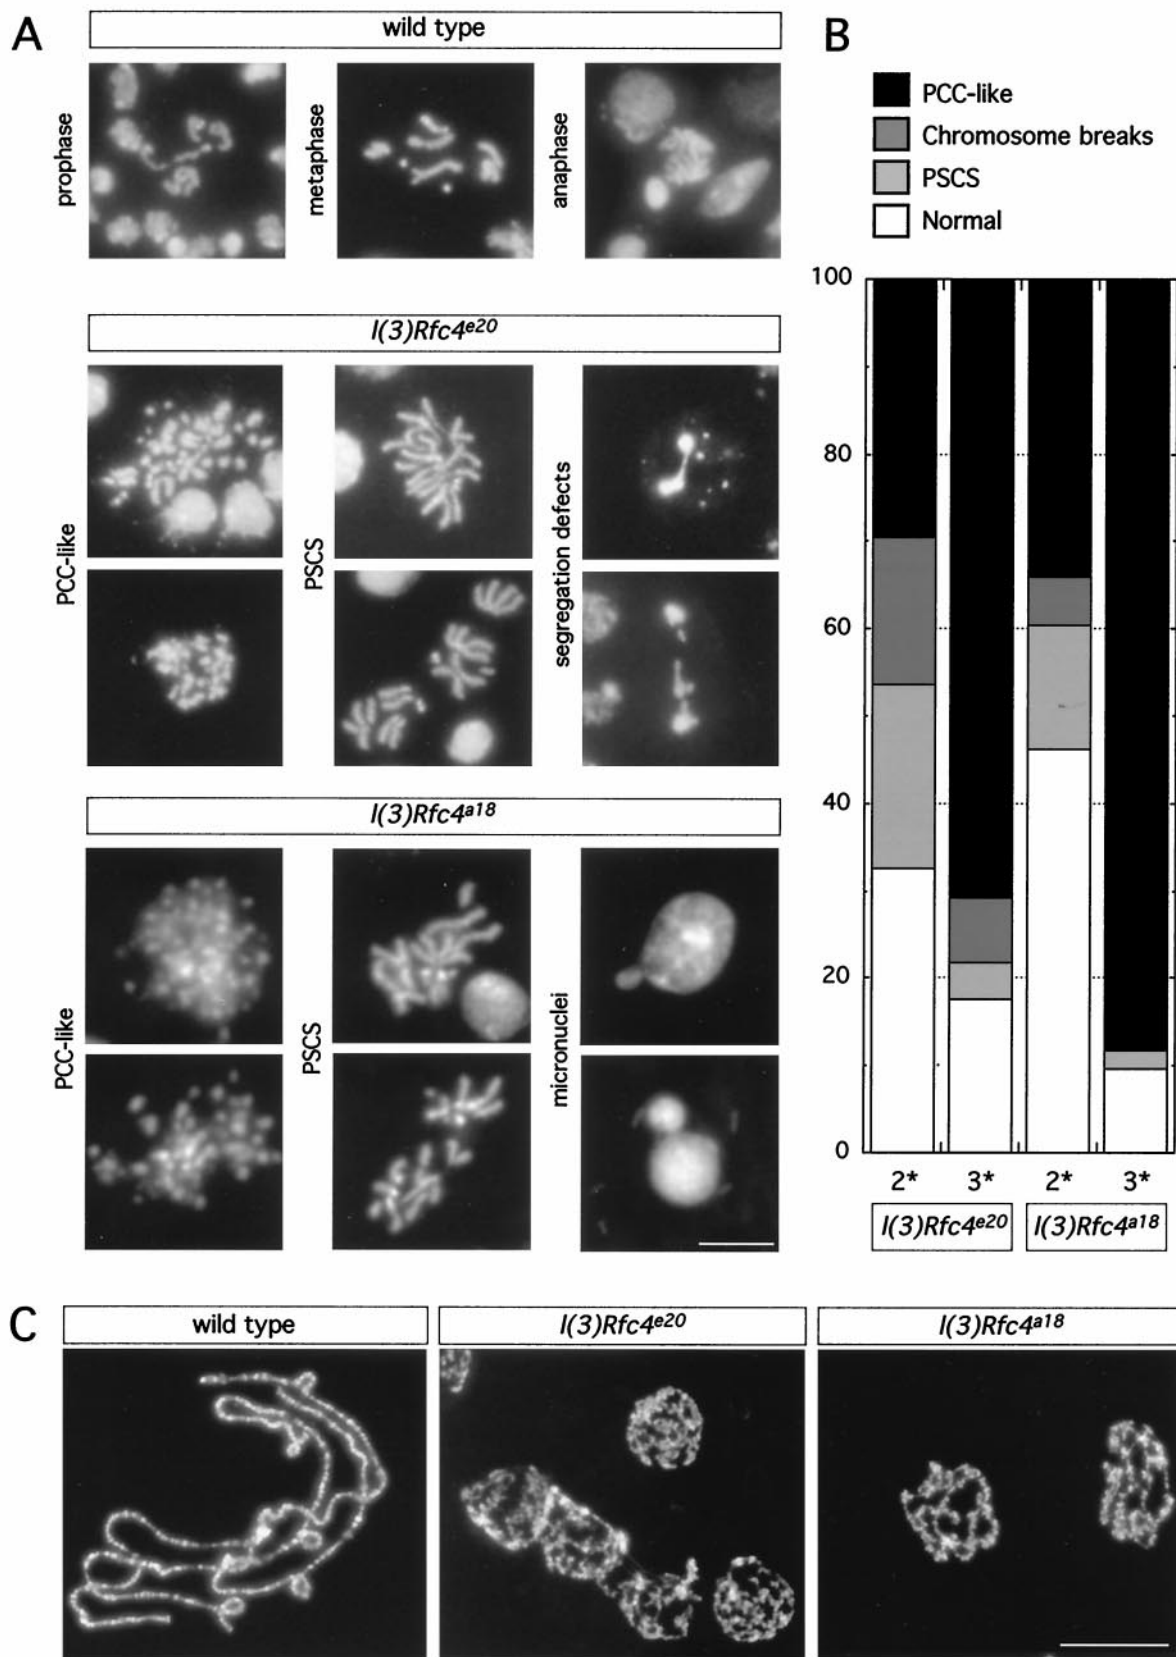 A
wild type
prophase
metaphase
anaphase
l(3)Rfc4e20
PCC-like
PSCS
segregation defects
l(3)Rfc4a18
PCC-like
PSCS
micronuclei
B
PCC-like
Chromosome breaks
PSCS
Normal
100
80
60
40
20
0
2* 3* 2* 3*
l(3)Rfc4e20 l(3)Rfc4a18
C
wild type
l(3)Rfc4e20
l(3)Rfc4a18